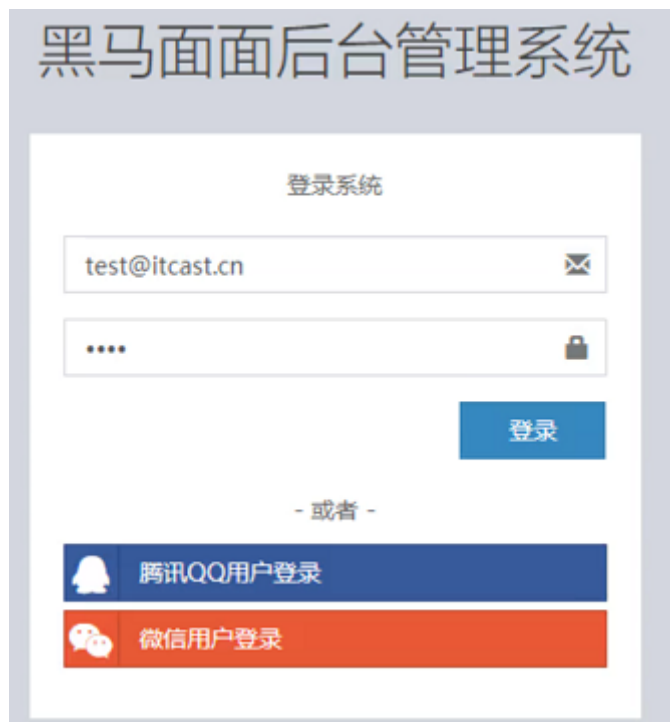 黑马面面后台管理系统
登录系统
test@itcast.cn
••••
登录
- 或者 -
腾讯QQ用户登录
微信用户登录